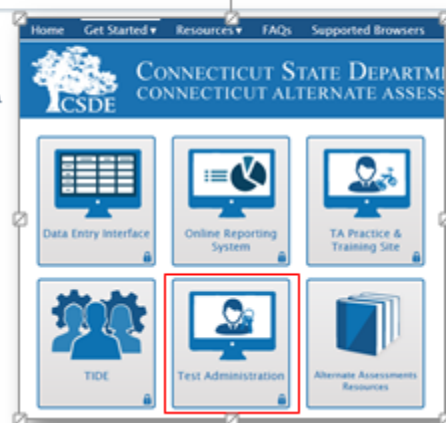 Home Get Started ▾ Resources ▾ FAQs Supported Browsers
CSDE
CONNECTICUT STATE DEPARTM
CONNECTICUT ALTERNATE ASSESS
Data Entry Interface
Online Reporting
System
TA Practice &
Training Site
TIDE
Test Administration
Alternate Assessments
Resources